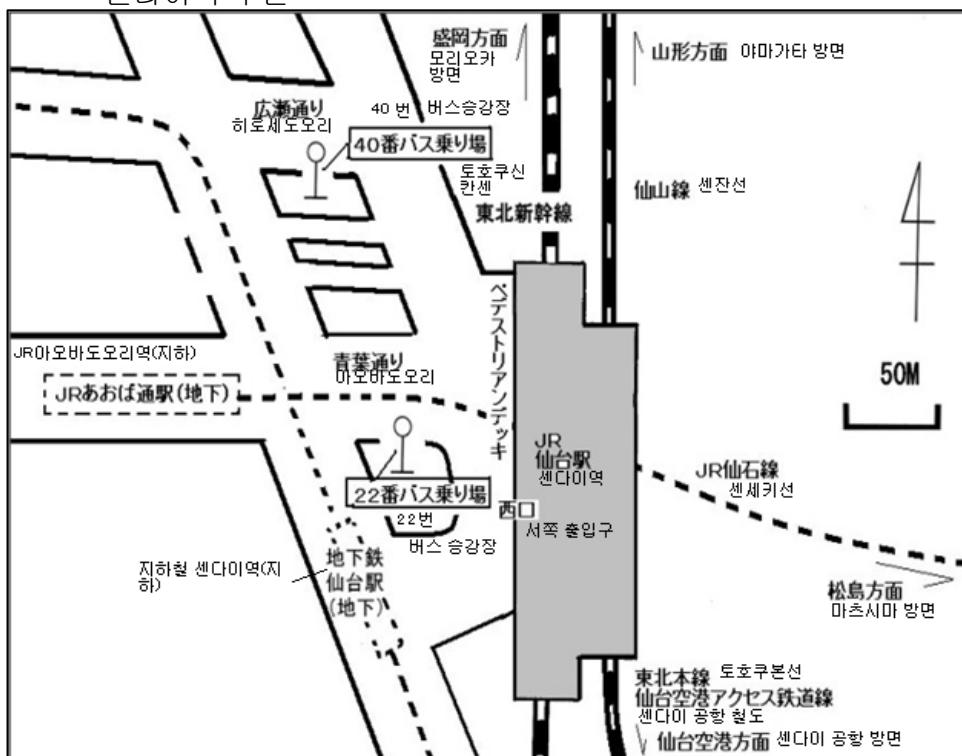 盛岡方面
모리오카
방면
山形方面 야마가타 방면
広瀬通り
히로세도오리
40 번 버스승강장
40番バス乗り場
토호쿠신
칸센
東北新幹線
仙山線 센잔선
ペデストリアンデッキ
JR아오바도오리역(지하)
JRあおば通駅(地下)
青葉通り
아오바도오리
50M
JR
仙台駅
센다이역
JR仙石線
센세키선
22番バス乗り場
22번
버스 승강장
西口
서쪽 출입구
지하철 센다이역(지
하)
地下鉄
仙台駅
(地下)
松島方面
마츠시마 방면
東北本線 토호쿠본선
仙台空港アクセス鉄道線
센다이 공항 철도
仙台空港方面 센다이 공항 방면